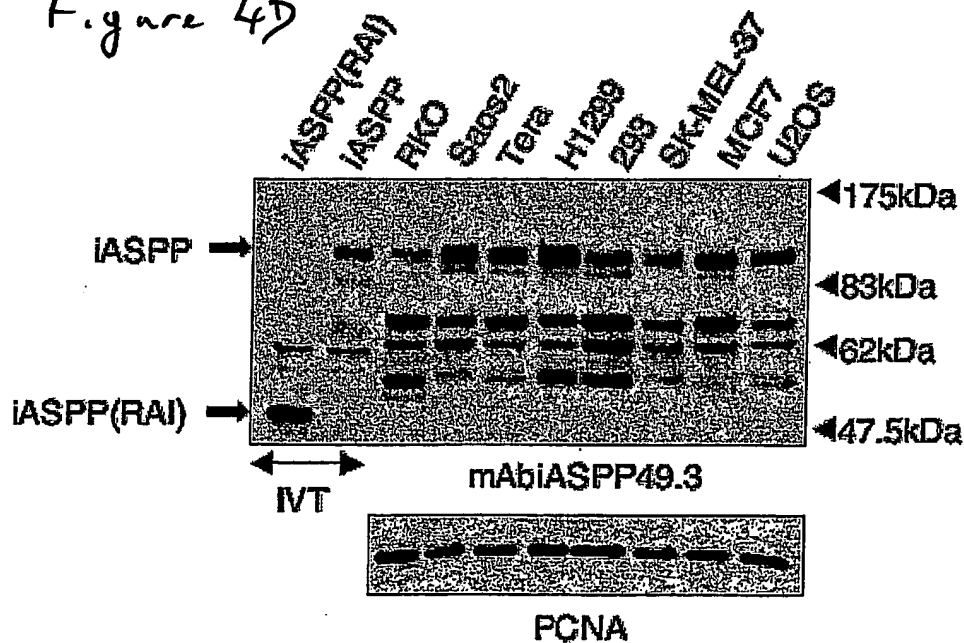 Figure 4D
iASPP(RAI)
iASPP
RKO
Saos2
Tera
H1299
293
SK-MEL-37
MCF7
U2OS
175kDa
iASPP
83kDa
62kDa
iASPP(RAI)
47.5kDa
IVT
mAbiASPP49.3
PCNA